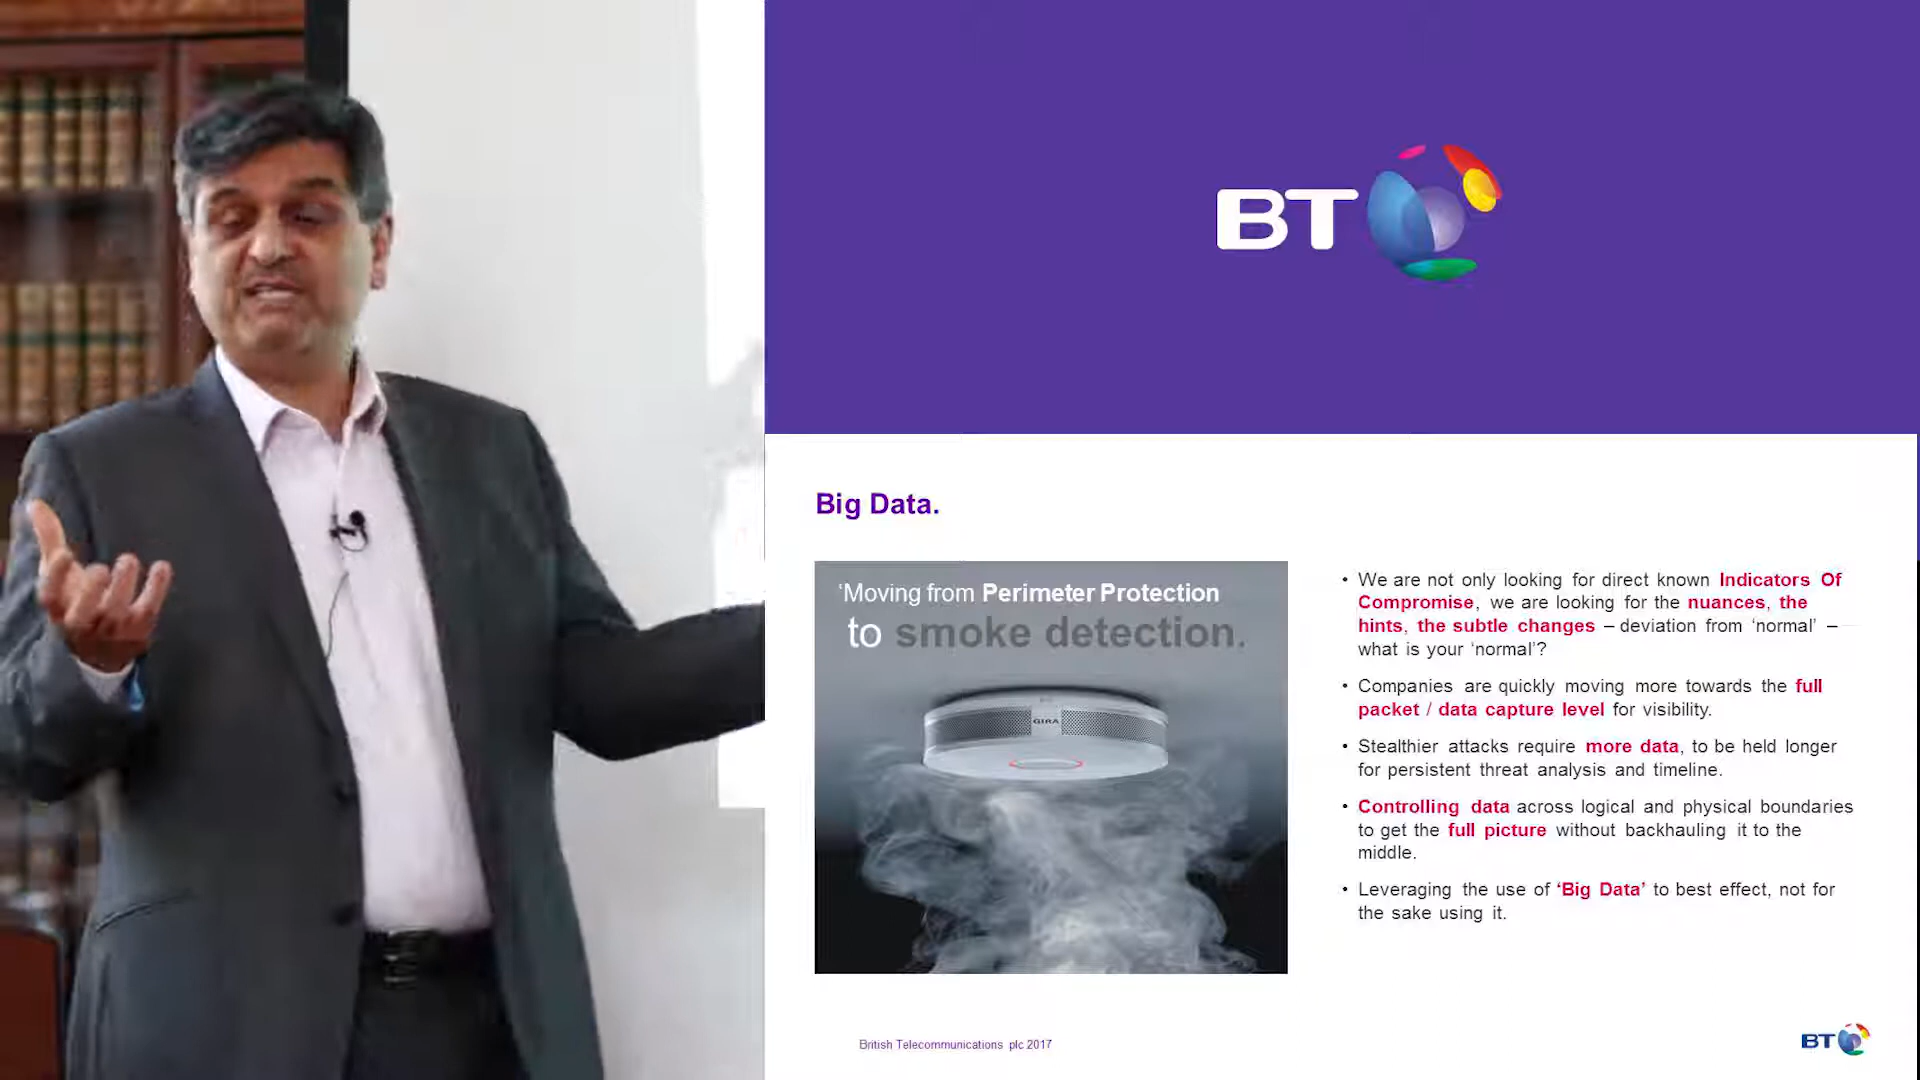 BT
Big Data.
‘Moving from Perimeter Protection
to smoke detection.
GIRA
• We are not only looking for direct known Indicators Of
Compromise, we are looking for the nuances, the
hints, the subtle changes – deviation from ‘normal’ –
what is your ‘normal’?
• Companies are quickly moving more towards the full
packet / data capture level for visibility.
• Stealthier attacks require more data, to be held longer
for persistent threat analysis and timeline.
• Controlling data across logical and physical boundaries
to get the full picture without backhauling it to the
middle.
• Leveraging the use of ‘Big Data’ to best effect, not for
the sake using it.
British Telecommunications plc 2017
BT